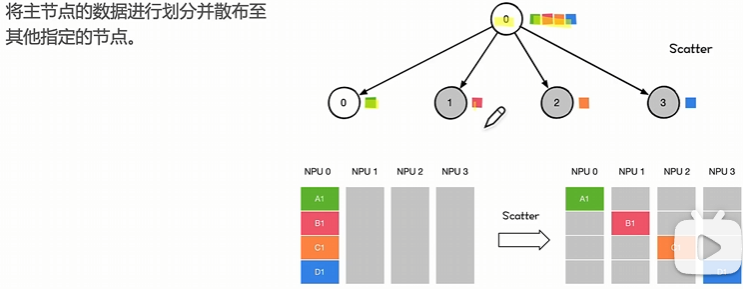 将主节点的数据进行划分并散布至
其他指定的节点。
0
Scatter
0
1
2
3
NPU 0 NPU 1 NPU 2 NPU 3
A1
B1
C1
D1
Scatter
NPU 0 NPU 1 NPU 2 NPU 3
A1
B1
C1
D1